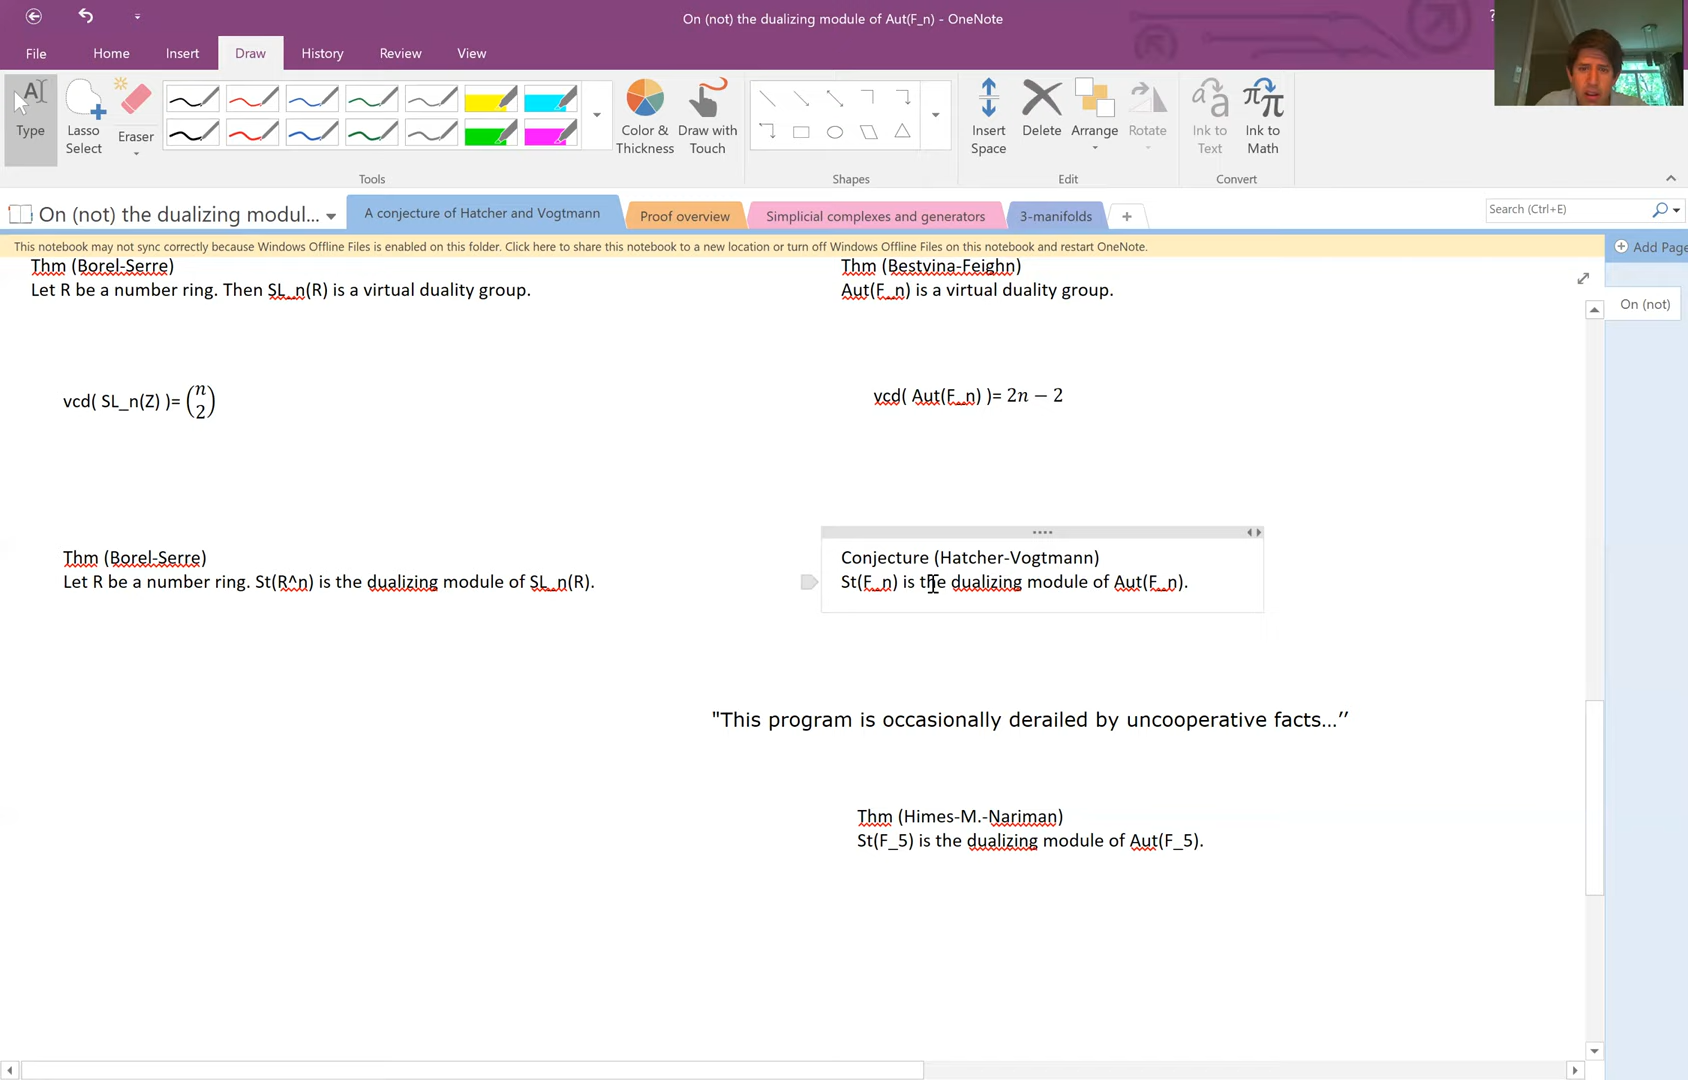 On (not) the dualizing module of Aut(F_n) - OneNote
?
File
Home
Insert
Draw
History
Review
View
Type
Lasso
Select
Eraser
Color &
Thickness
Draw with
Touch
Insert
Space
Delete
Arrange
Rotate
Ink to
Text
Ink to
Math
Tools
Shapes
Edit
Convert
On (not) the dualizing modul...
A conjecture of Hatcher and Vogtmann
Proof overview
Simplicial complexes and generators
3-manifolds
Search (Ctrl+E)
This notebook may not sync correctly because Windows Offline Files is enabled on this folder. Click here to share this notebook to a new location or turn off Windows Offline Files on this notebook and restart OneNote.
Add Page
On (not)
Thm (Borel-Serre)
Let R be a number ring. Then SL_n(R) is a virtual duality group.
Thm (Bestvina-Feighn)
Aut(F_n) is a virtual duality group.
vcd( SL_n(Z) )= (n
2)
vcd( Aut(F_n) )= 2n − 2
Thm (Borel-Serre)
Let R be a number ring. St(R^n) is the dualizing module of SL_n(R).
Conjecture (Hatcher-Vogtmann)
St(F_n) is the dualizing module of Aut(F_n).
"This program is occasionally derailed by uncooperative facts…’’
Thm (Himes-M.-Nariman)
St(F_5) is the dualizing module of Aut(F_5).